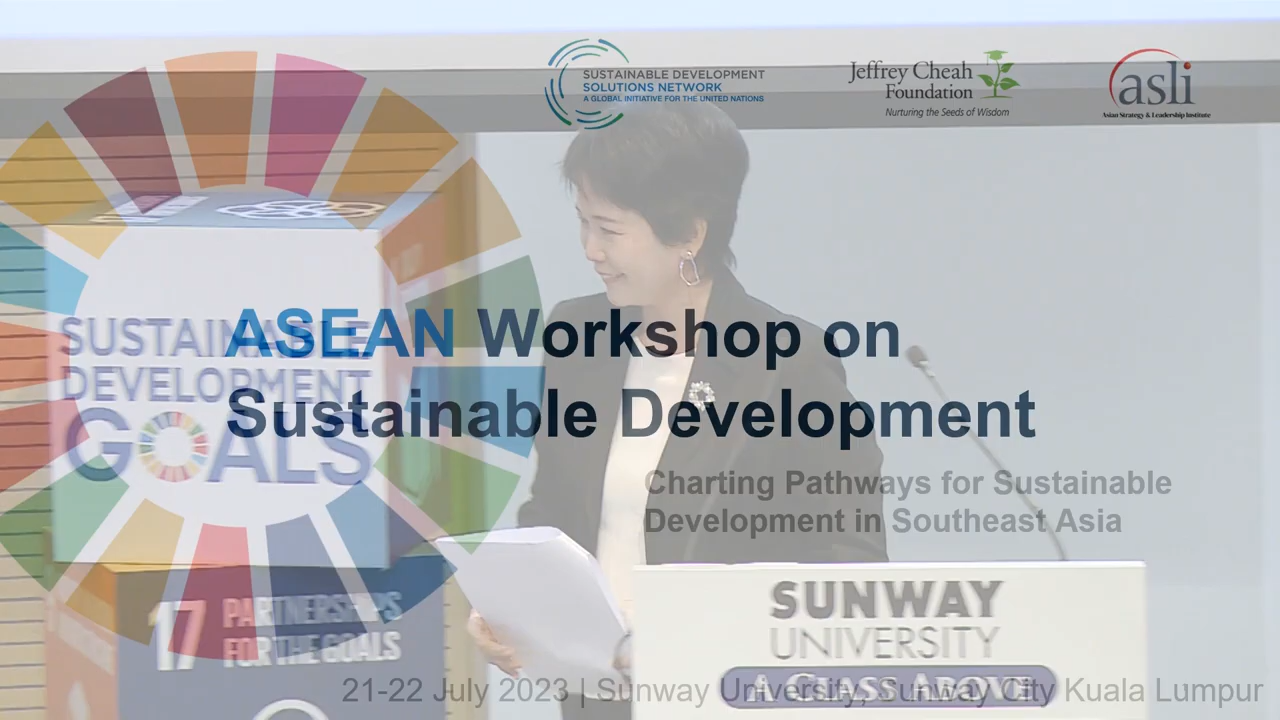 SUSTAINABLE DEVELOPMENT
SOLUTIONS NETWORK
A GLOBAL INITIATIVE FOR THE UNITED NATIONS
Jeffrey Cheah
Foundation
Nurturing the Seeds of Wisdom
asli
Asian Strategy & Leadership Institute
SUSTAINABLE
DEVELOPMENT
GOALS
ASEAN Workshop on
Sustainable Development
Charting Pathways for Sustainable
Development in Southeast Asia
17 PARTNERSHIPS
FOR THE GOALS
SUNWAY
UNIVERSITY
A CLASS ABOVE
21-22 July 2023 | Sunway University, Sunway City Kuala Lumpur